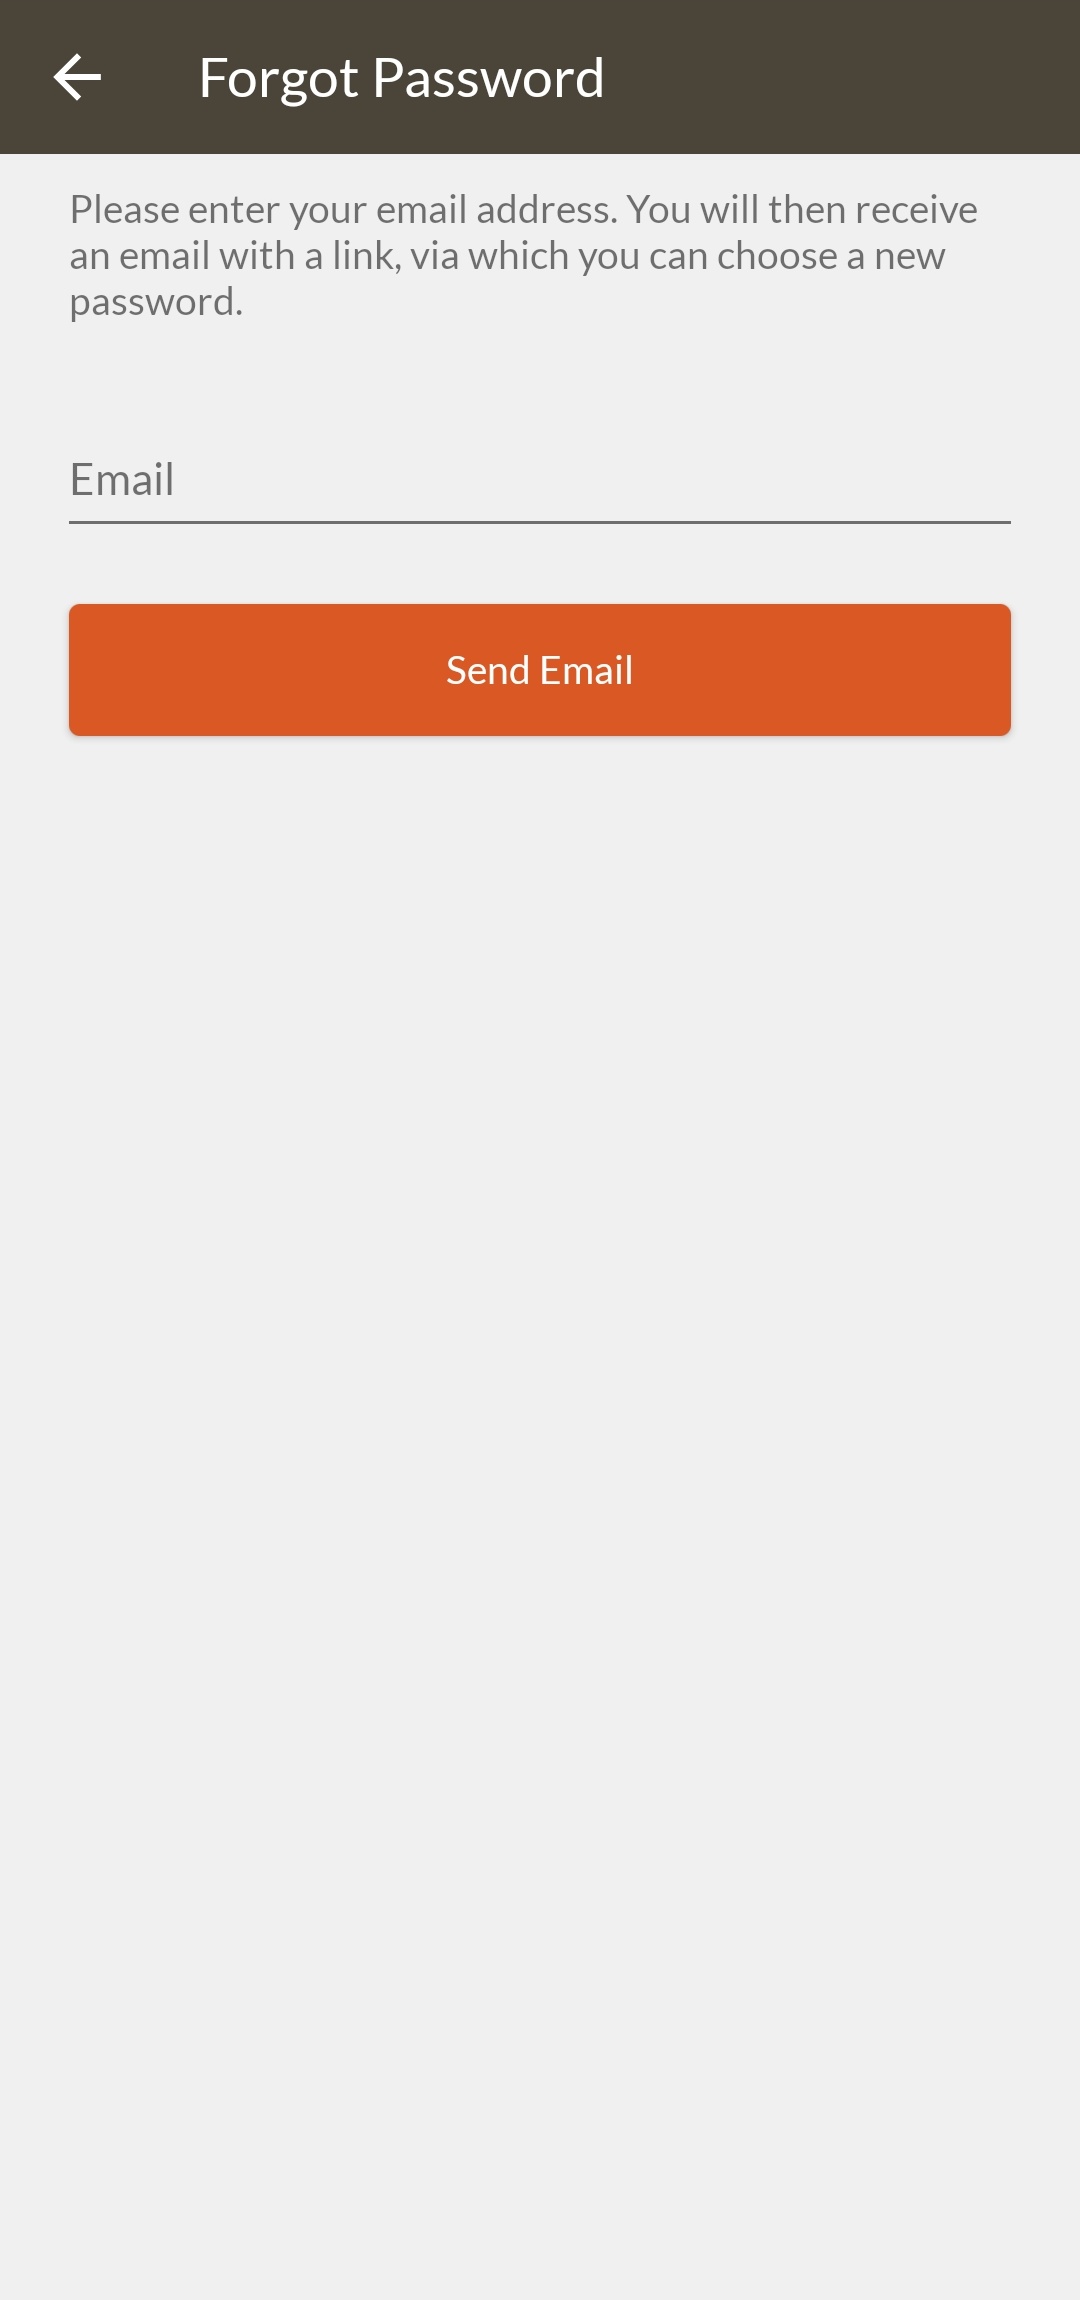 Forgot Password
Please enter your email address. You will then receive
an email with a link, via which you can choose a new
password.
Email
Send Email